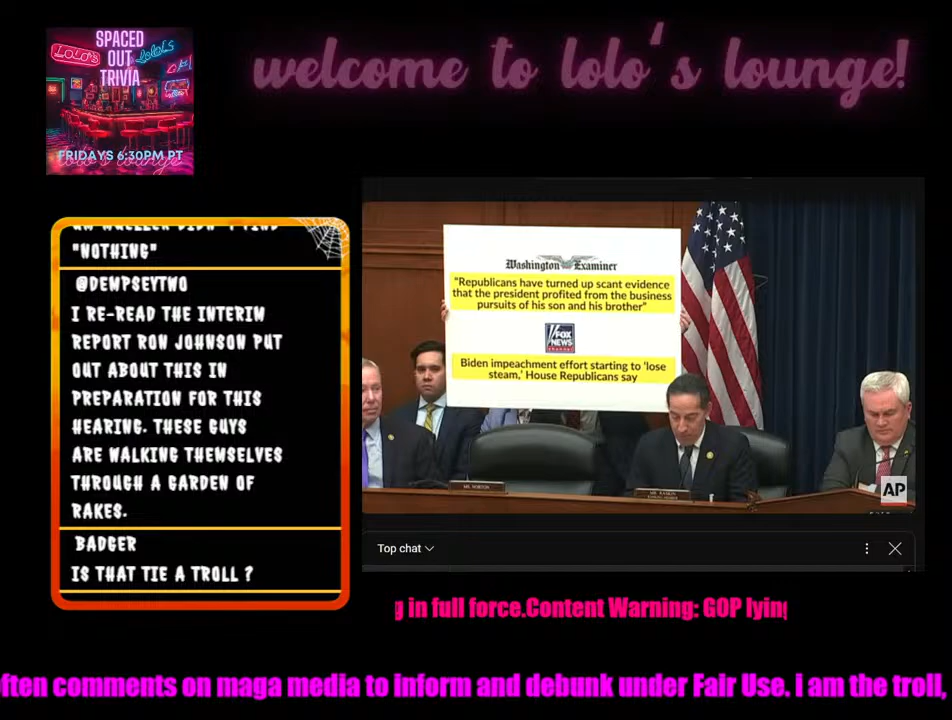 SPACED
OUT
TRIVIA
LOLO'S
LOLO'S
FRIDAYS 6:30PM PT
lolo's lounge
welcome to lolo's lounge!
"NOTHING"
@DEMPSEYTWO
I RE-READ THE INTERIM
REPORT RON JOHNSON PUT
OUT ABOUT THIS IN
PREPARATION FOR THIS
HEARING. THESE GUYS
ARE WALKING THEMSELVES
THROUGH A GARDEN OF
RAKES.
BADGER
IS THAT TIE A TROLL ?
Washington Examiner
"Republicans have turned up scant evidence
that the president profited from the business
pursuits of his son and his brother"
FOX
NEWS
Biden impeachment effort starting to 'lose
steam,' House Republicans say
MR. RASKIN
AP
Top chat
g in full force.Content Warning: GOP lying
ften comments on maga media to inform and debunk under Fair Use. i am the troll,